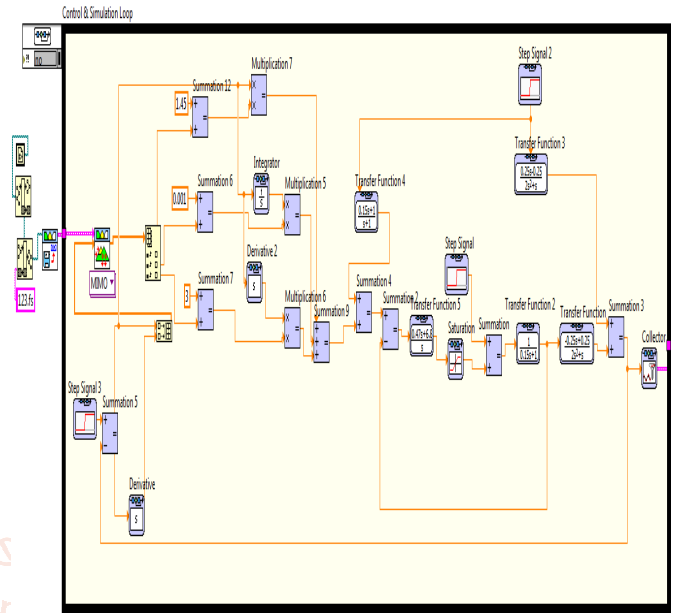 Control & Simulation Loop
no
Step Signal 2
Multiplication 7
Summation 12
1.45
Transfer Function 3
0.25s+0.25
2s²+s
Integrator
1
s
Multiplication 5
Summation 6
0.001
Transfer Function 4
0.15s+1
s+1
Derivative 2
s
Step Signal
MIMO
Summation 7
3
Multiplication 6
Summation 9
Summation 4
Summation 2
Transfer Function 5
s
Saturation
Summation
Transfer Function 2
1
0.15s+1
Transfer Function
-0.25s+0.25
2s²+s
Summation 3
Collector
123.fs
Step Signal 3
Summation 5
Derivative
s